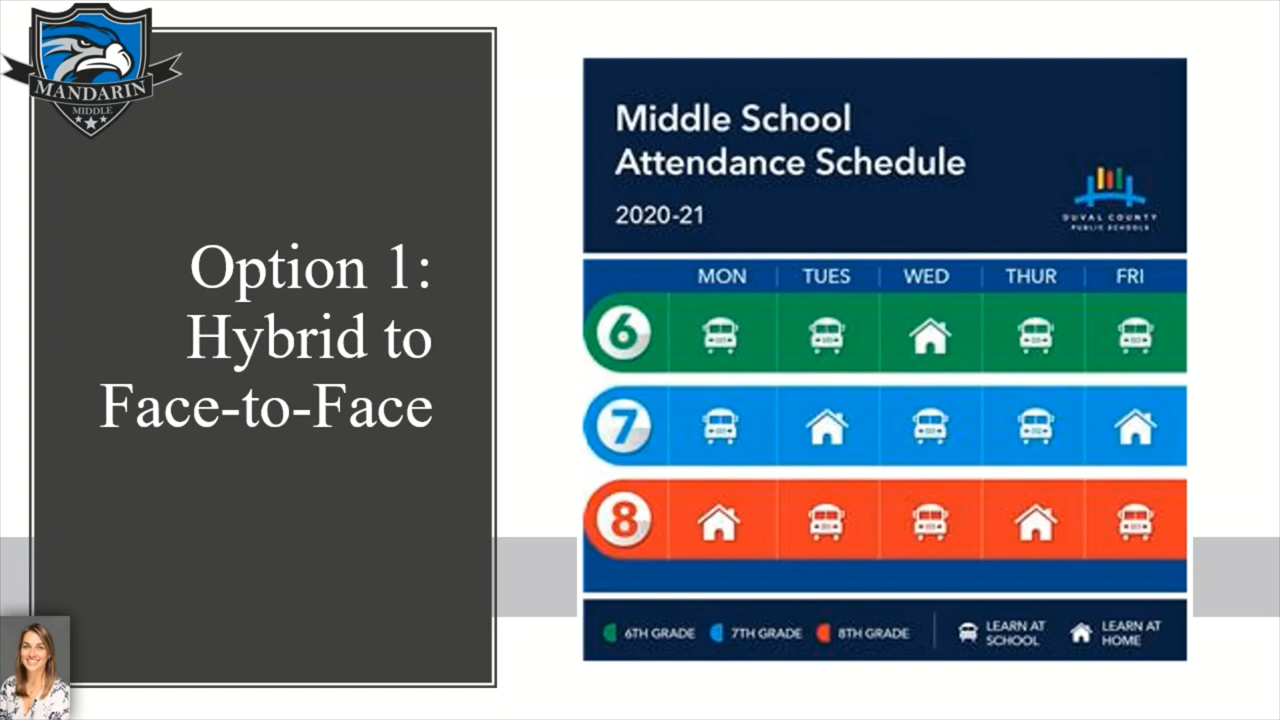 MANDARIN
MIDDLE
Option 1:
Hybrid to
Face-to-Face
Middle School
Attendance Schedule
2020-21
DUVAL COUNTY
PUBLIC SCHOOLS
MON TUES WED THUR FRI
6
7
8
6TH GRADE 7TH GRADE 8TH GRADE LEARN AT SCHOOL LEARN AT HOME